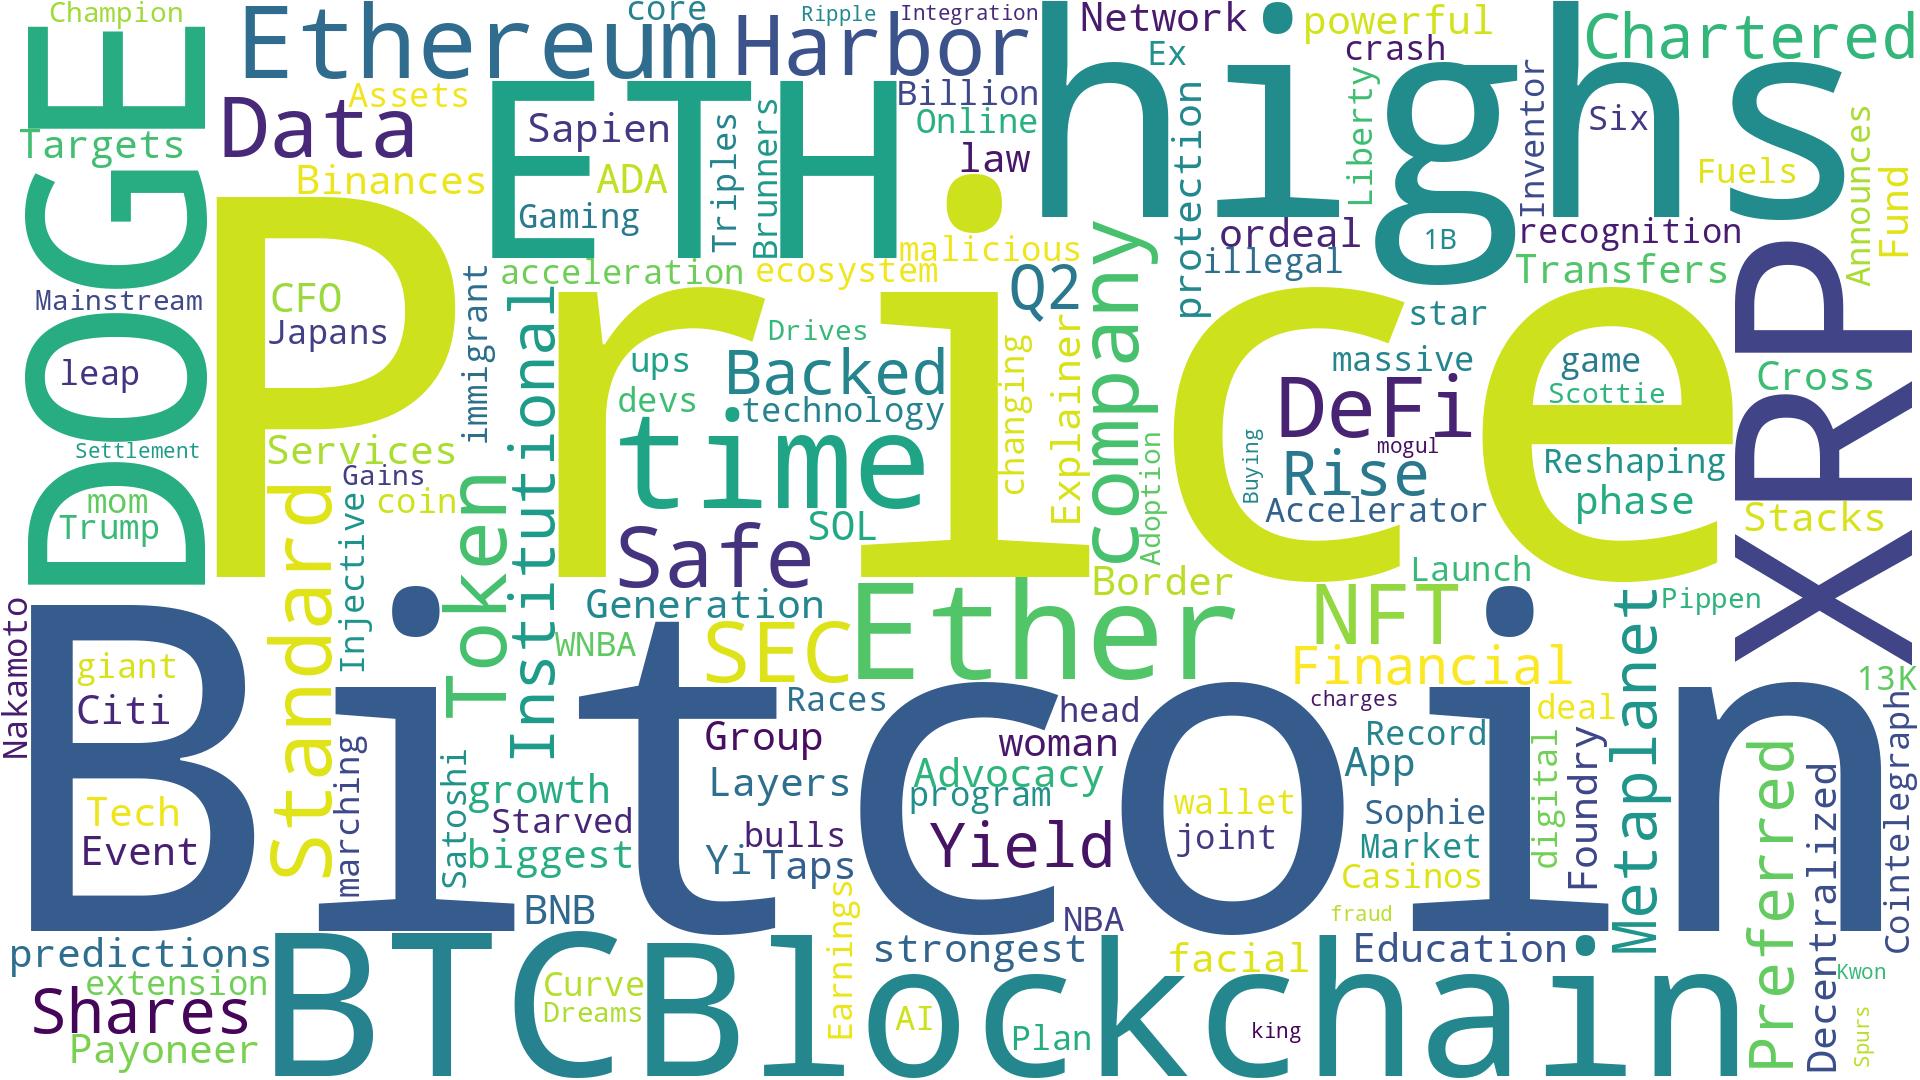 Champion
Ethereum
core
Ripple
Integration
Harbor
Network
powerful
Chartered
highs
Ex
crash
DOGE
Targets
Data
Assets
ETH
Sapien
Triples
Brunners
Billion
Online
law
protection
Liberty
Inventor
Six
Fuels
Announces
Fund
Binances
ADA
Gaming
malicious
ordeal
illegal
1B
recognition
Transfers
Price
acceleration
ecosystem
Q2
company
XRP
Mainstream
CFO
Japans
immigrant
Institutional
leap
ups
devs
Drives
Backed
technology
changing
Explainer
star
massive
game
Scottie
Cross
DeFi
mogul
Rise
Buying
Accelerator
Reshaping
phase
Stacks
Settlement
Services
Gains
coin
time
Adoption
mom
Trump
Standard
Injective
Token
Safe
SOL
Border
Launch
Generation
Ether
NFT
Pippen
WNBA
SEC
Financial
Metaplanet
13K
Nakamoto
Bitcoin
giant
Citi
Races
head
charges
deal
Record
Group
woman
App
marching
Satoshi
growth
Layers
Advocacy
program
wallet
joint
Sophie
Market
digital
Foundry
Preferred
Decentralized
Cointelegraph
Tech
Event
Starved
biggest
bulls
Yi
Taps
Yield
Casinos
BNB
Earnings
NBA
fraud
predictions
extension
Shares
Payoneer
BTC
Curve
Dreams
Blockchain
strongest
facial
Education
AI
Plan
king
Kwon
Spurs